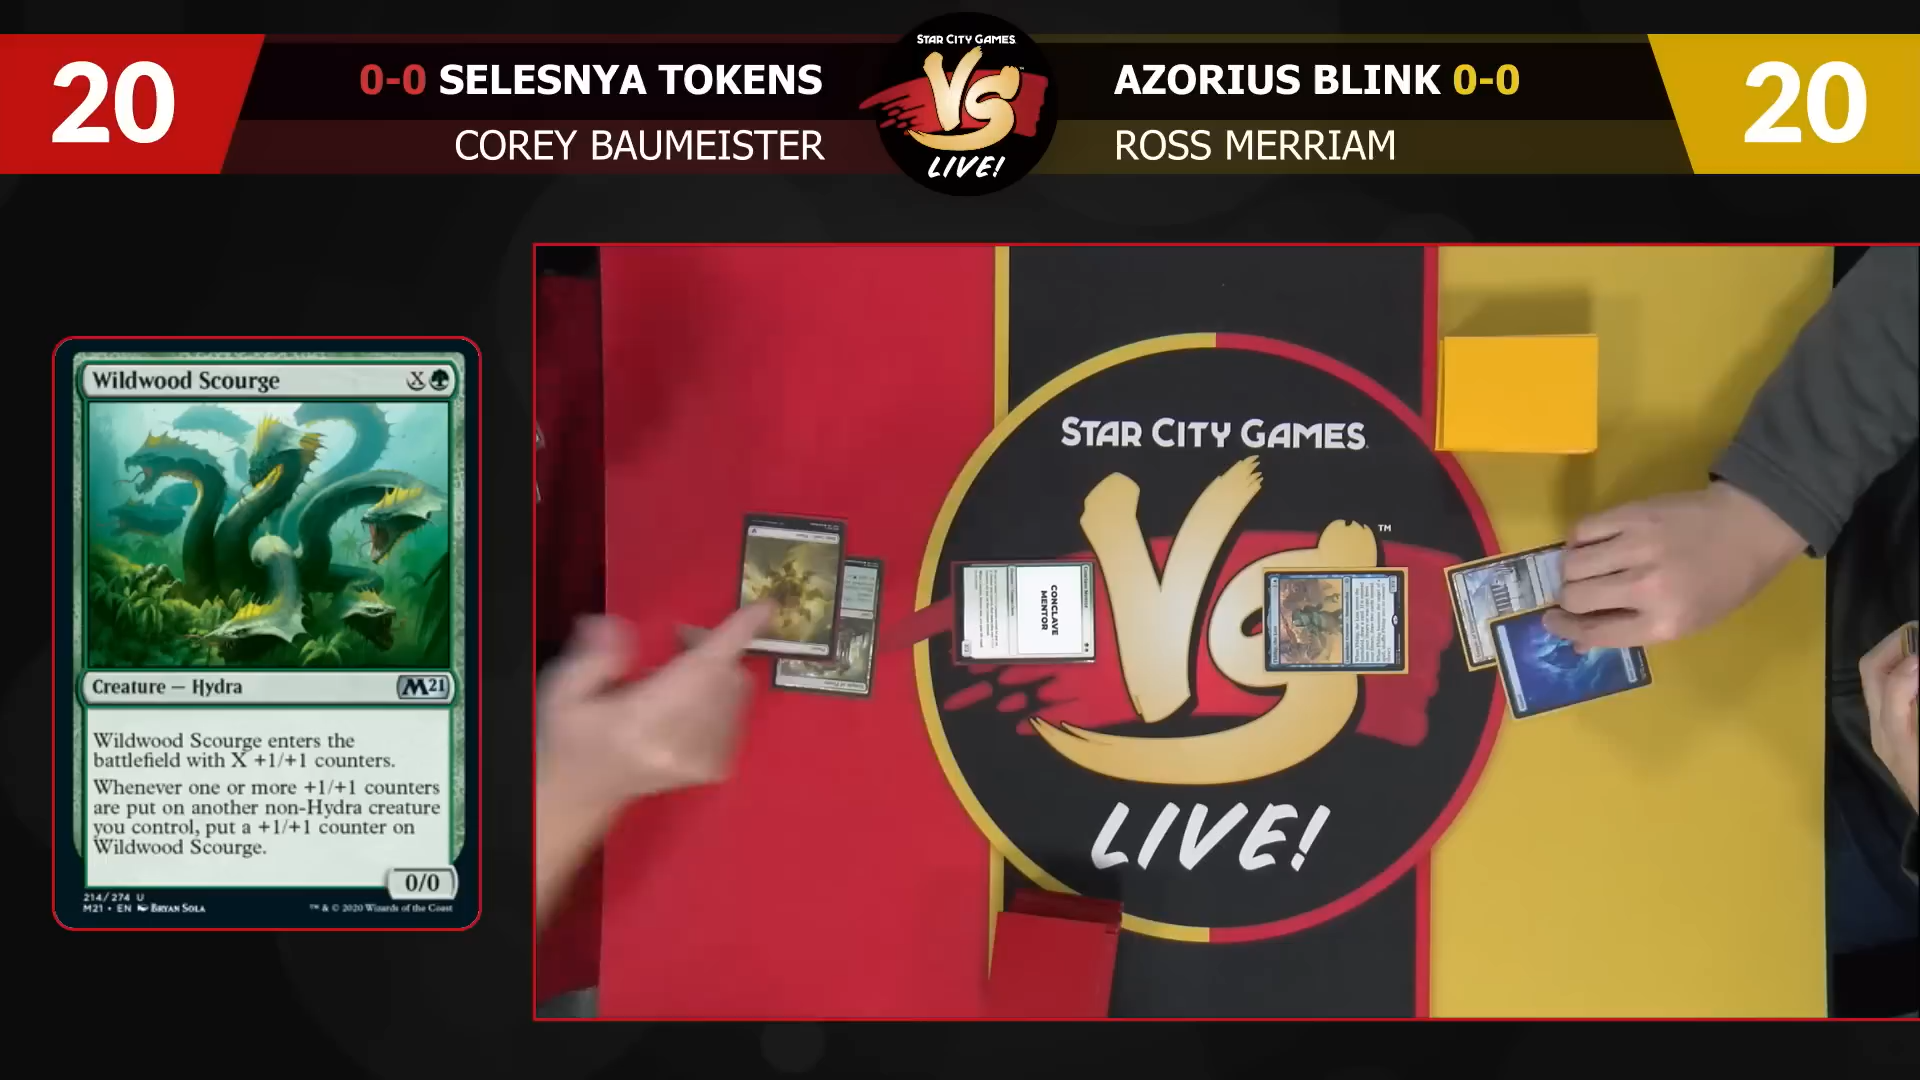 20
0-0 SELESNYA TOKENS
COREY BAUMEISTER
STAR CITY GAMES
VS
LIVE!
AZORIUS BLINK 0-0
ROSS MERRIAM
20
Wildwood Scourge X
Creature — Hydra M21
Wildwood Scourge enters the
battlefield with X +1/+1 counters.
Whenever one or more +1/+1 counters
are put on another non-Hydra creature
you control, put a +1/+1 counter on
Wildwood Scourge.
0/0
214/274 U
M21 • EN BRYAN SOLA
™ & © 2020 Wizards of the Coast
STAR CITY GAMES
VS™
LIVE!
CONCLAVE
MENTOR